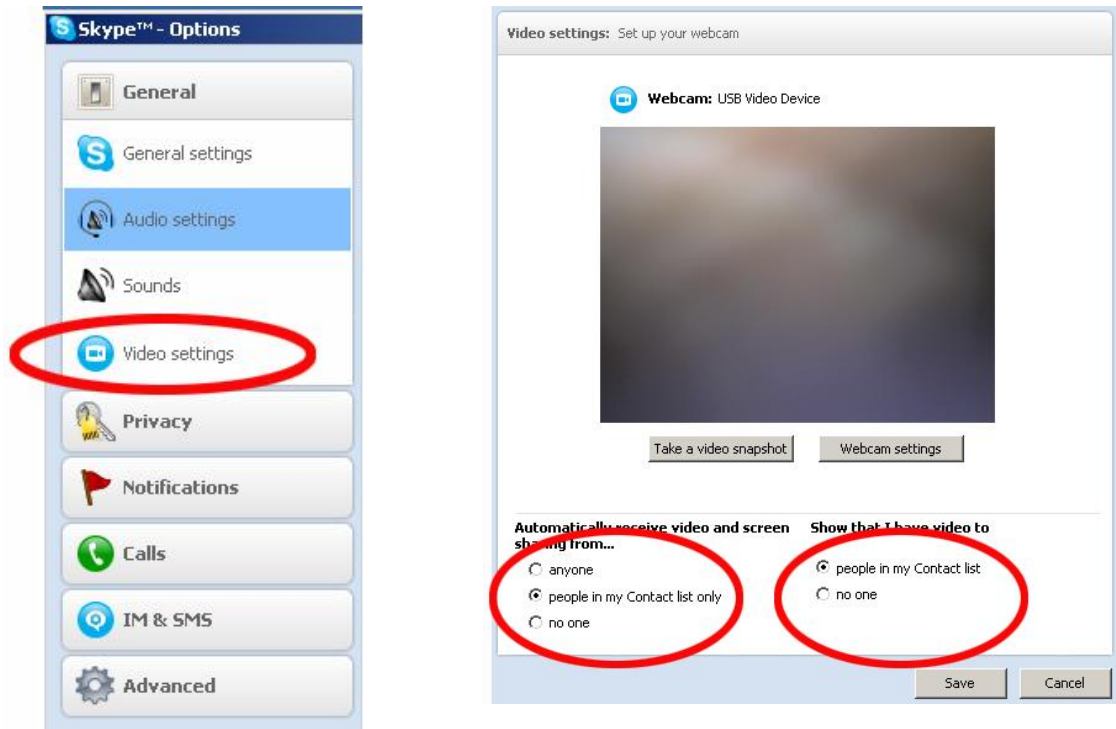 Skype™ - Options
General
General settings
Audio settings
Sounds
Video settings
Privacy
Notifications
Calls
IM & SMS
Advanced
Video settings: Set up your webcam
Webcam: USB Video Device
Take a video snapshot
Webcam settings
Automatically receive video and screen
sharing from...
anyone
people in my Contact list only
no one
Show that I have video to
people in my Contact list
no one
Save
Cancel